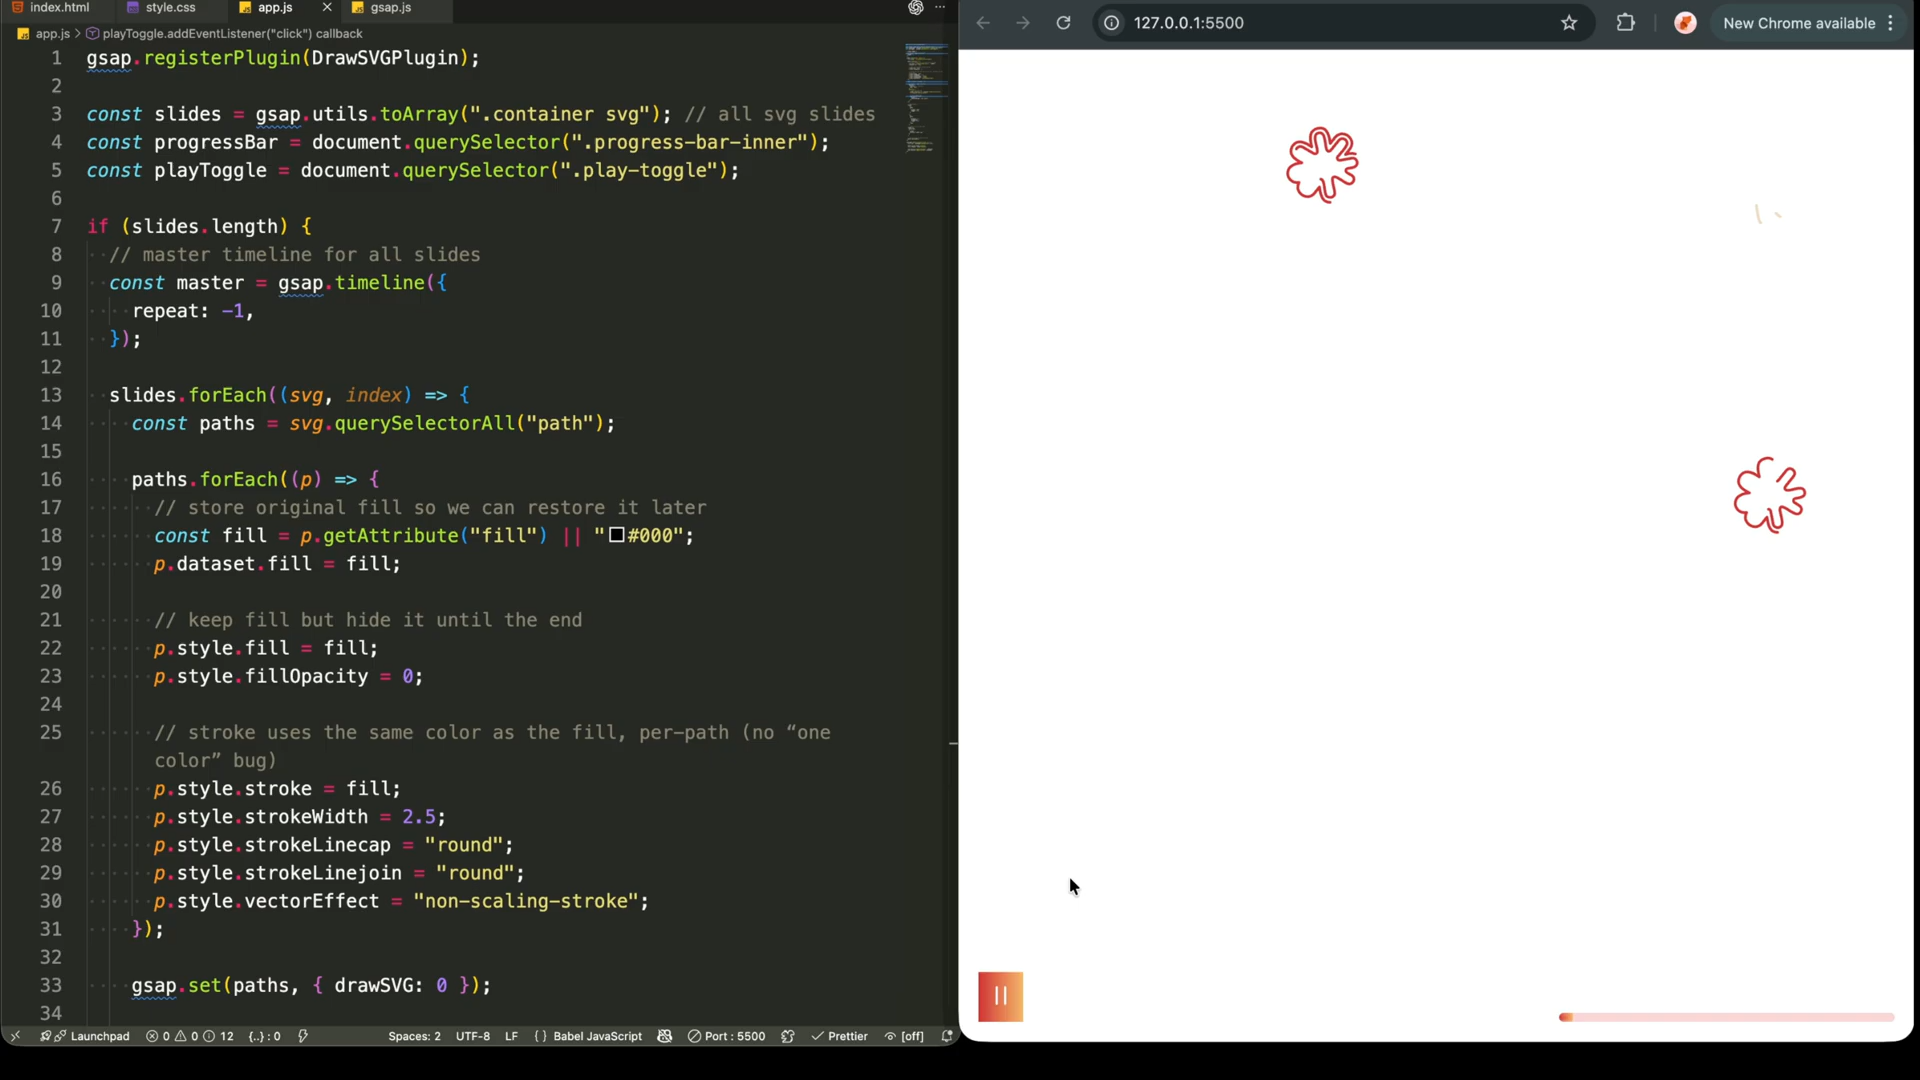 index.html
style.css
app.js
gsap.js
app.js > playToggle.addEventListener("click") callback
1 gsap.registerPlugin(DrawSVGPlugin);
2
3 const slides = gsap.utils.toArray(".container svg"); // all svg slides
4 const progressBar = document.querySelector(".progress-bar-inner");
5 const playToggle = document.querySelector(".play-toggle");
6
7 if (slides.length) {
8 // master timeline for all slides
9 const master = gsap.timeline({
10 repeat: -1,
11 });
12
13 slides.forEach((svg, index) => {
14 const paths = svg.querySelectorAll("path");
15
16 paths.forEach((p) => {
17 // store original fill so we can restore it later
18 const fill = p.getAttribute("fill") || "#000";
19 p.dataset.fill = fill;
20
21 // keep fill but hide it until the end
22 p.style.fill = fill;
23 p.style.fillOpacity = 0;
24
25 // stroke uses the same color as the fill, per-path (no “one
color” bug)
26 p.style.stroke = fill;
27 p.style.strokeWidth = 2.5;
28 p.style.strokeLinecap = "round";
29 p.style.strokeLinejoin = "round";
30 p.style.vectorEffect = "non-scaling-stroke";
31 });
32
33 gsap.set(paths, { drawSVG: 0 });
34
Launchpad 0 0 12 {..} : 0 Spaces: 2 UTF-8 LF { } Babel JavaScript Port : 5500 Prettier [off]
127.0.0.1:5500
New Chrome available